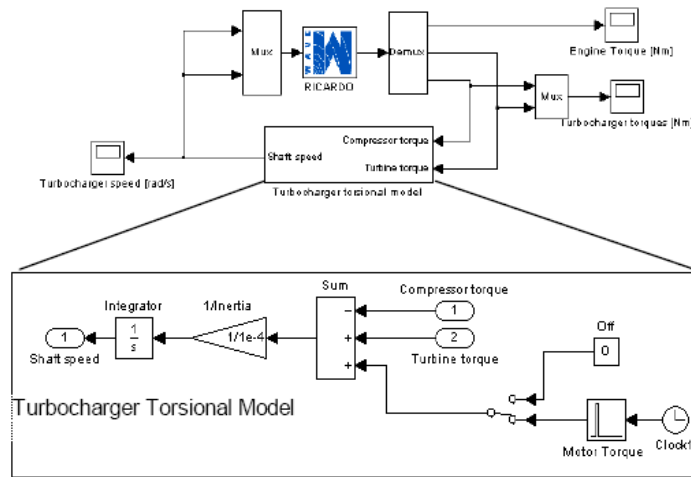 Mux
WAVE
RICARDO
Demux
Engine Torque [Nm]
Mux
Turbocharger torques [Nm]
Compressor torque
Shaft speed
Turbine torque
Turbocharger speed [rad/s]
Turbocharger torsional model
Sum
Compressor torque
Integrator
1/Inertia
−
1
Off
1
1
s
1/1e-4
+
2
0
Shaft speed
Turbine torque
+
Turbocharger Torsional Model
Motor Torque
Clock1